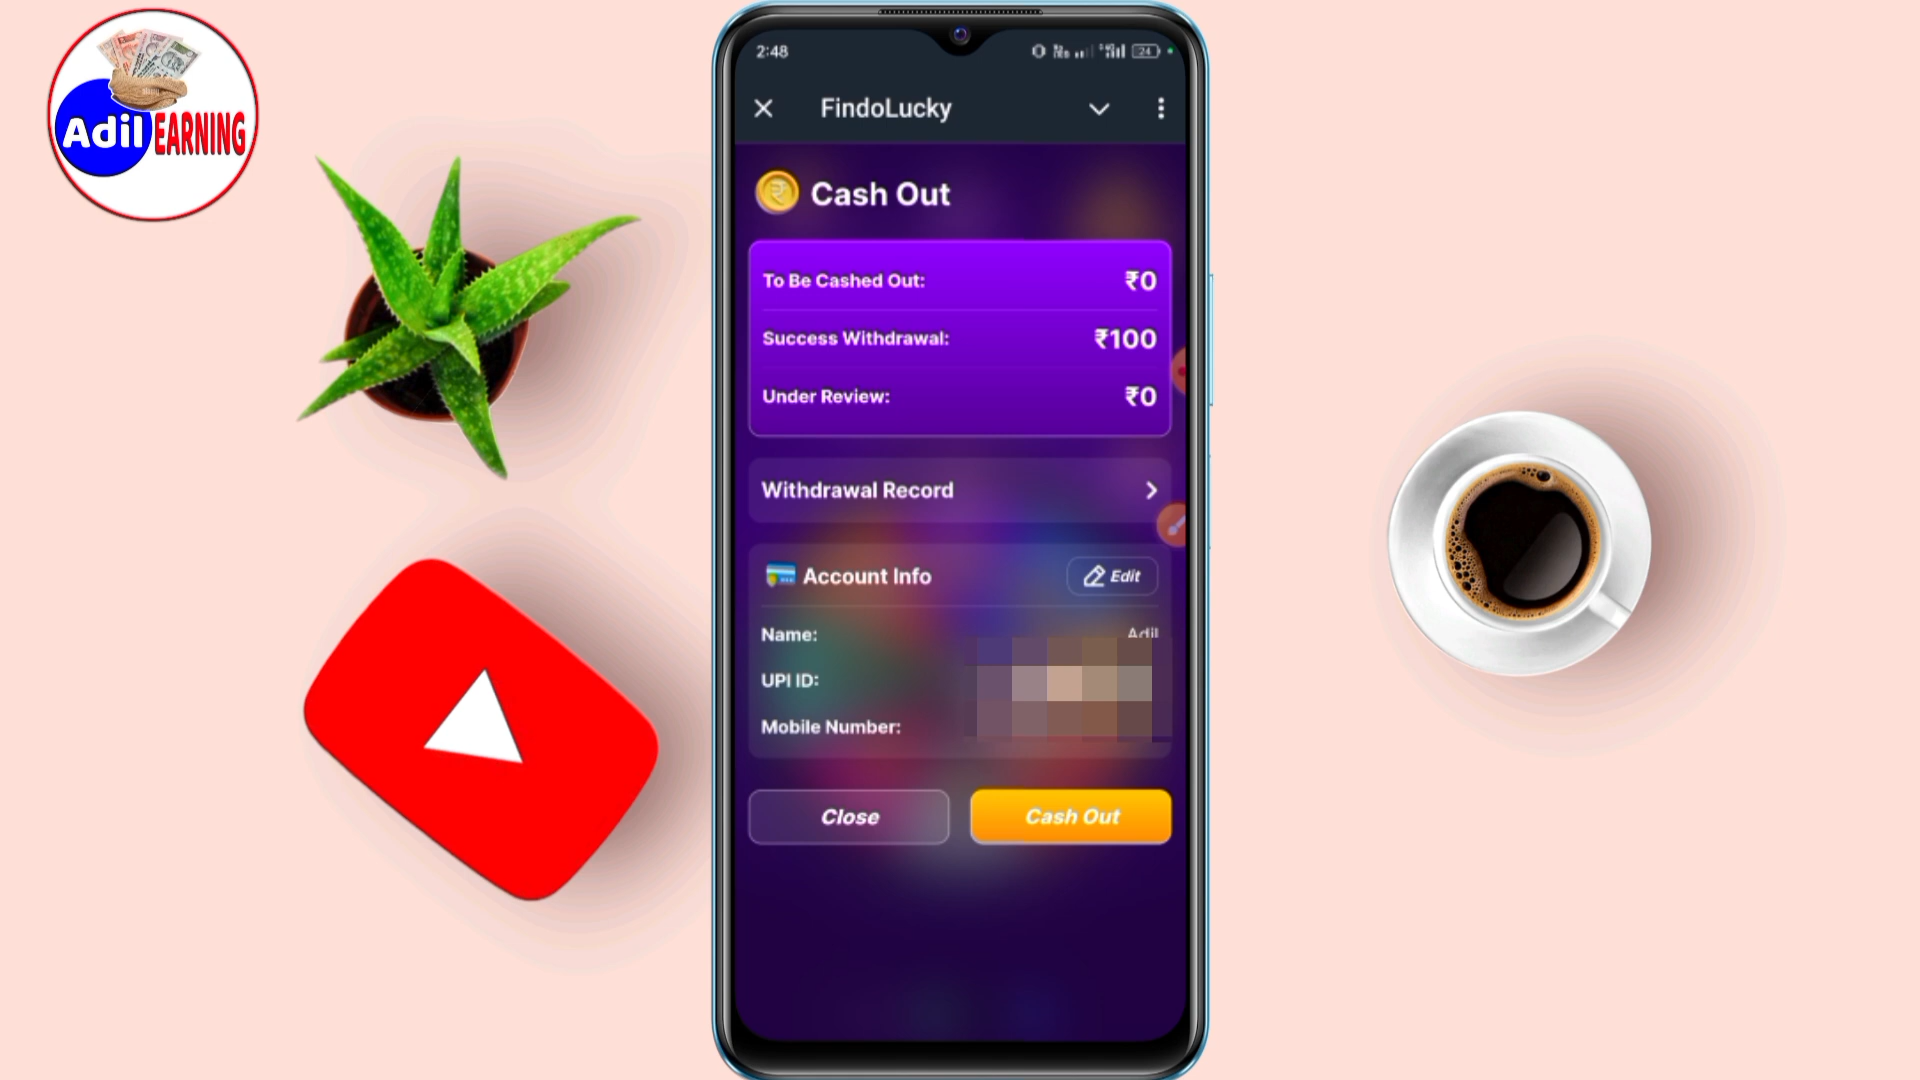 Adil EARNING
2:48
24
FindoLucky
Cash Out
To Be Cashed Out: ₹0
Success Withdrawal: ₹100
Under Review: ₹0
Withdrawal Record
Account Info
Edit
Name: Adil
UPI ID:
Mobile Number:
Close
Cash Out